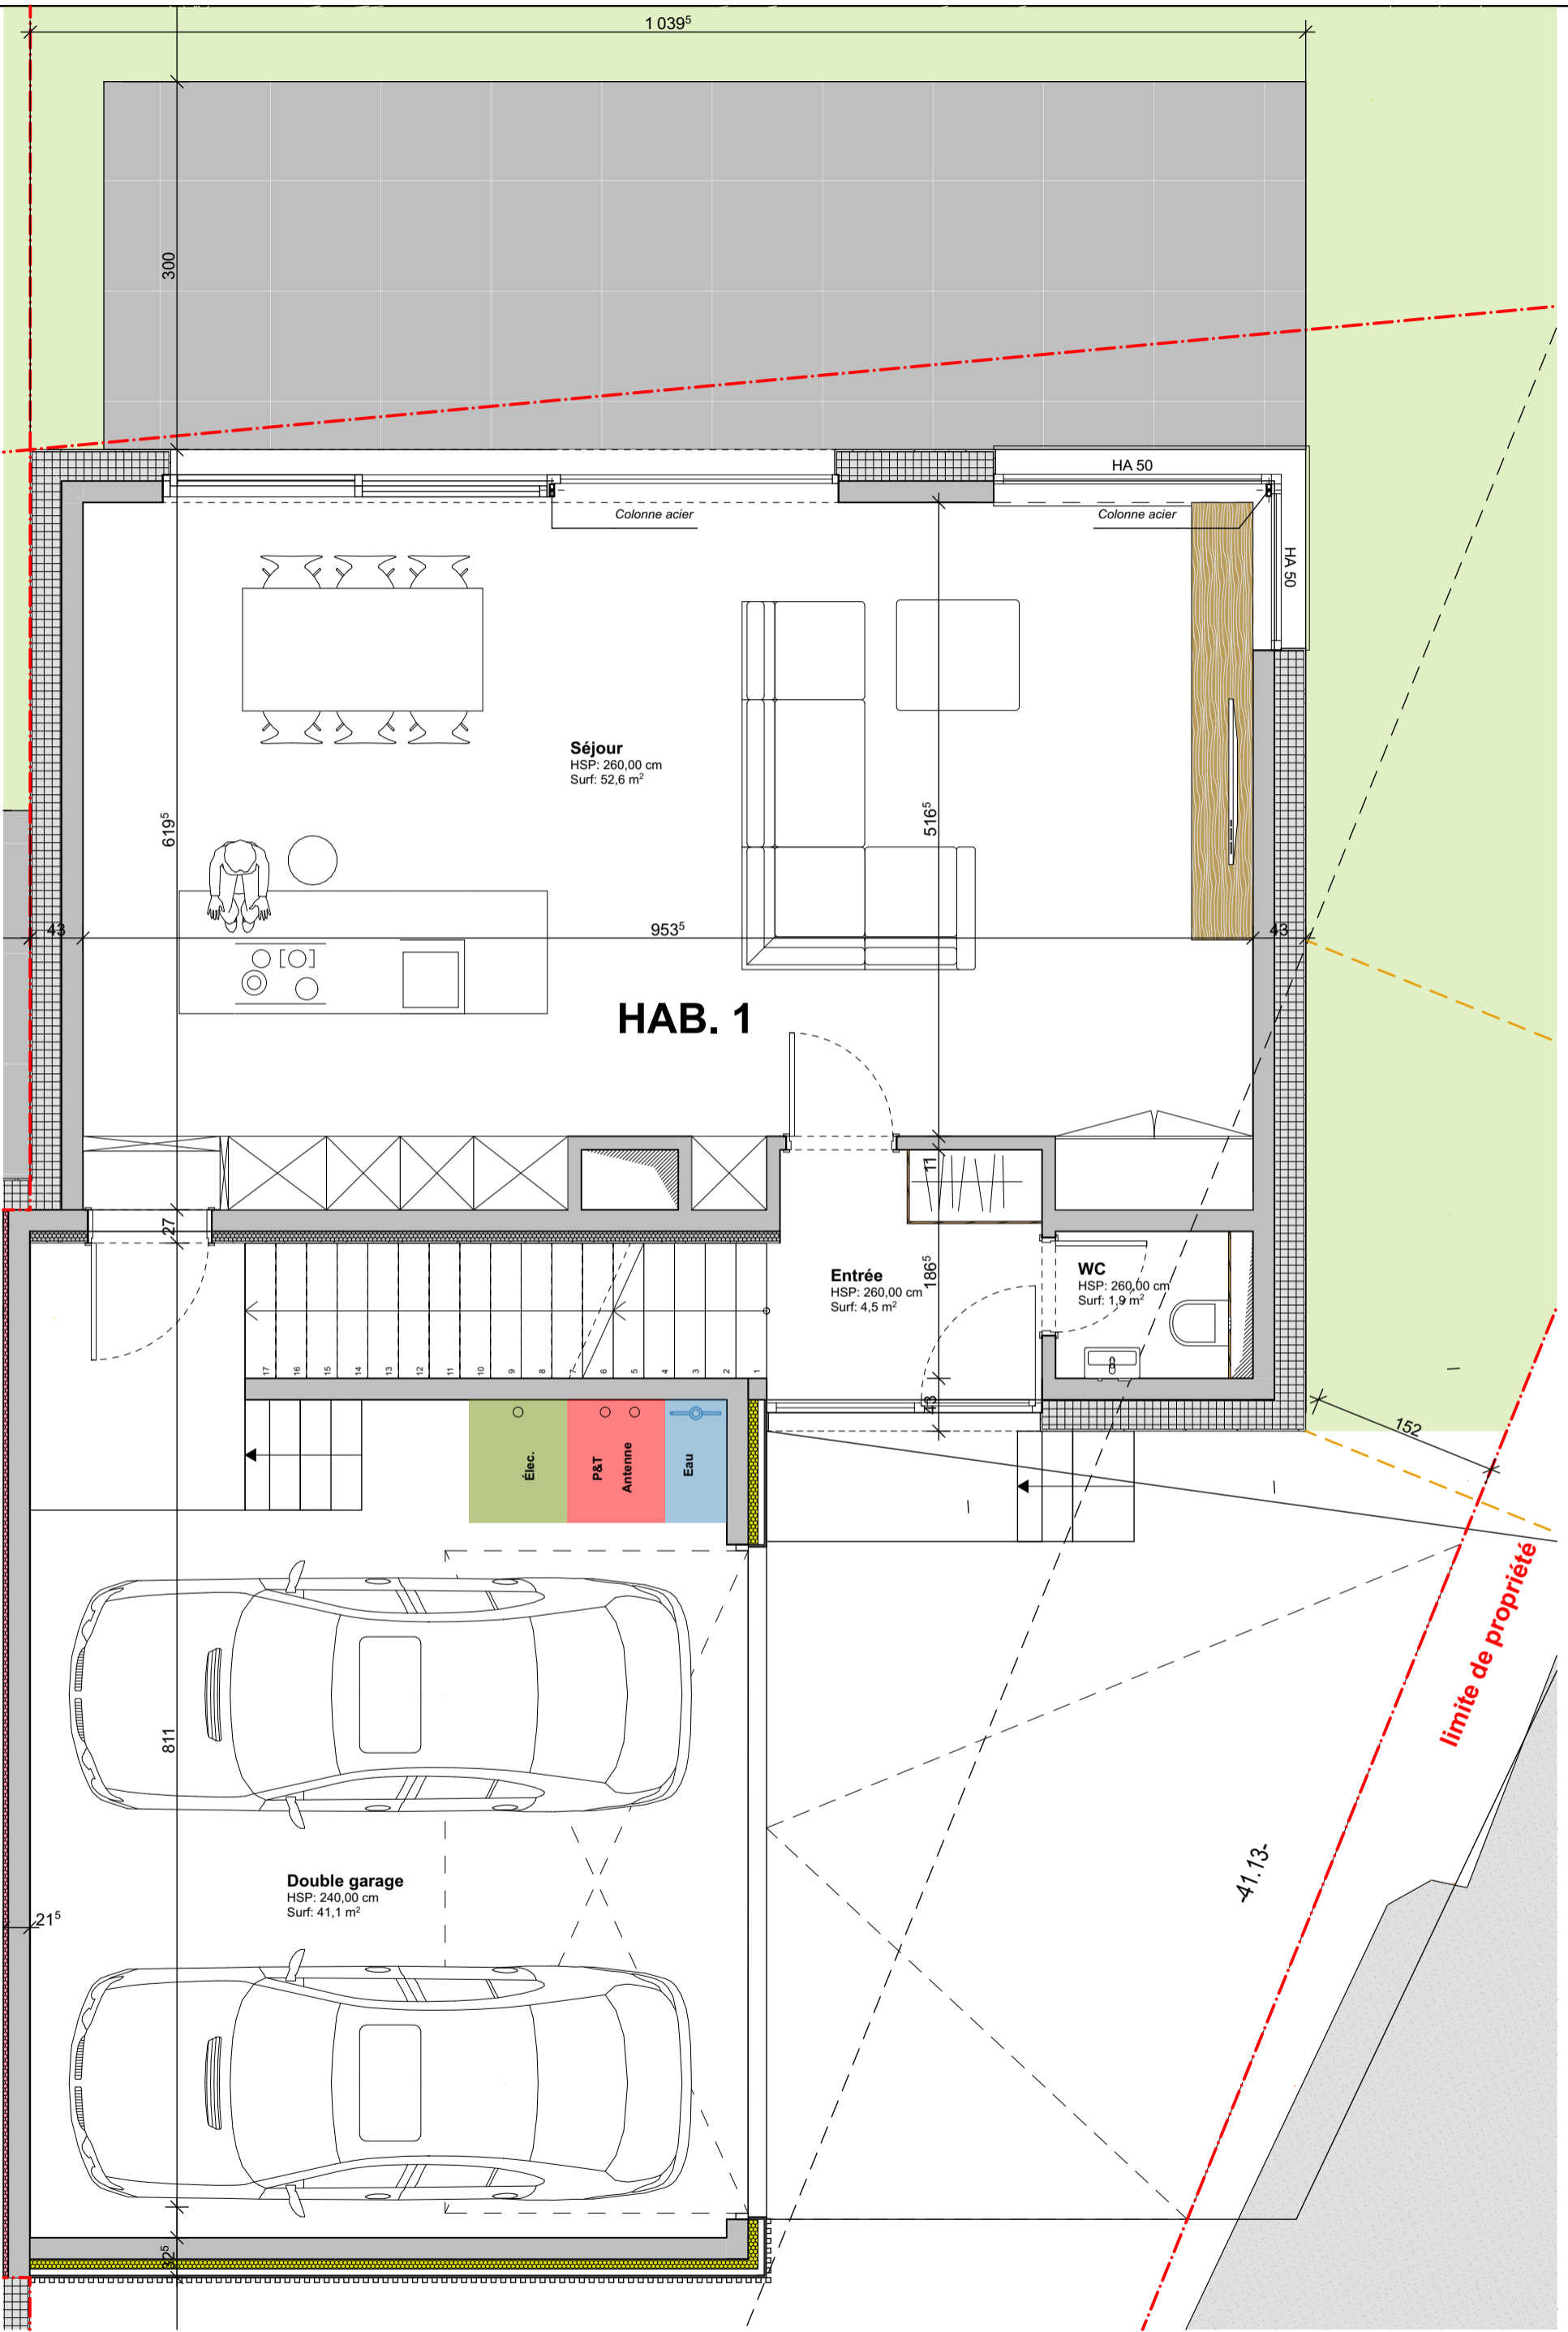 1 039⁵
300
HA 50
Colonne acier
Colonne acier
HA 50
Séjour
HSP: 260,00 cm
Surf: 52,6 m²
619⁵
516⁵
43
953⁵
43
HAB. 1
11
27
186⁵
Entrée
HSP: 260,00 cm
Surf: 4,5 m²
WC
HSP: 260,00 cm
Surf: 1,9 m²
17
16
15
14
13
12
11
10
9
8
7
6
5
4
3
2
1
43
152
Élec.
P&T
Antenne
Eau
limite de propriété
811
-41.13-
Double garage
HSP: 240,00 cm
Surf: 41,1 m²
21⁵
32⁵